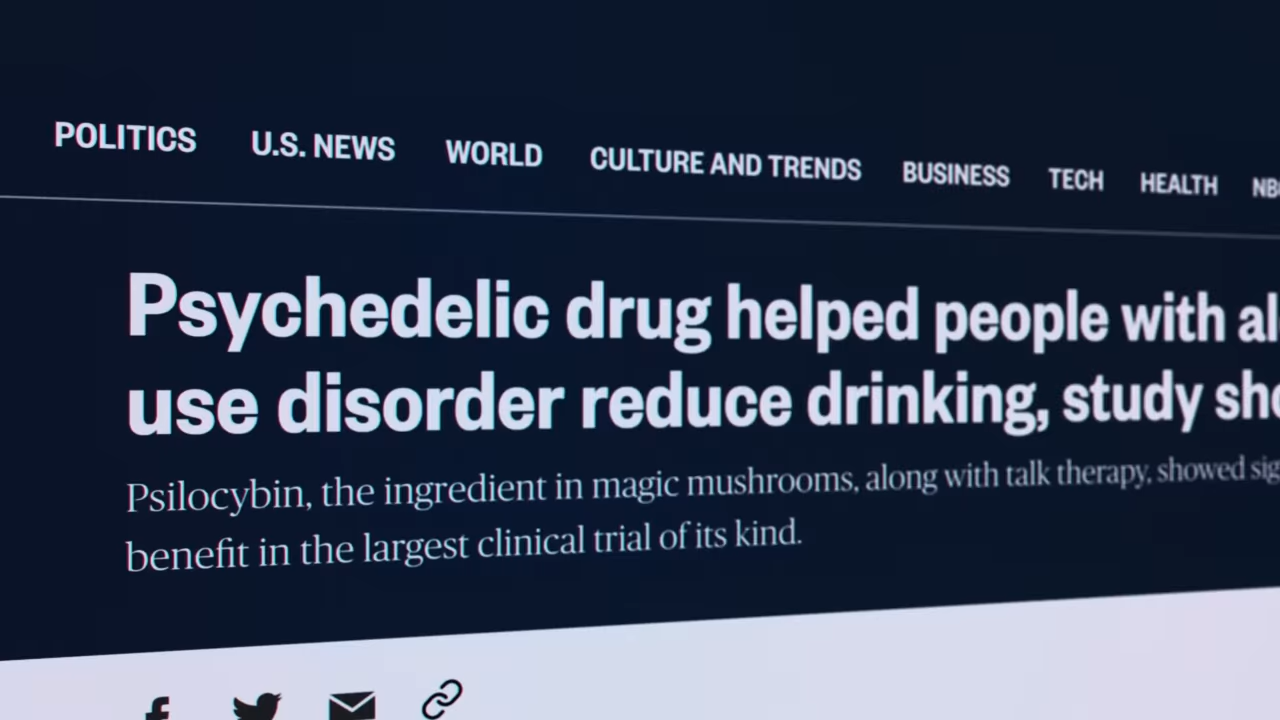 POLITICS U.S. NEWS WORLD CULTURE AND TRENDS BUSINESS TECH HEALTH
Psychedelic drug helped people with
use disorder reduce drinking, study
Psilocybin, the ingredient in magic mushrooms, along with talk therapy, showed
benefit in the largest clinical trial of its kind.